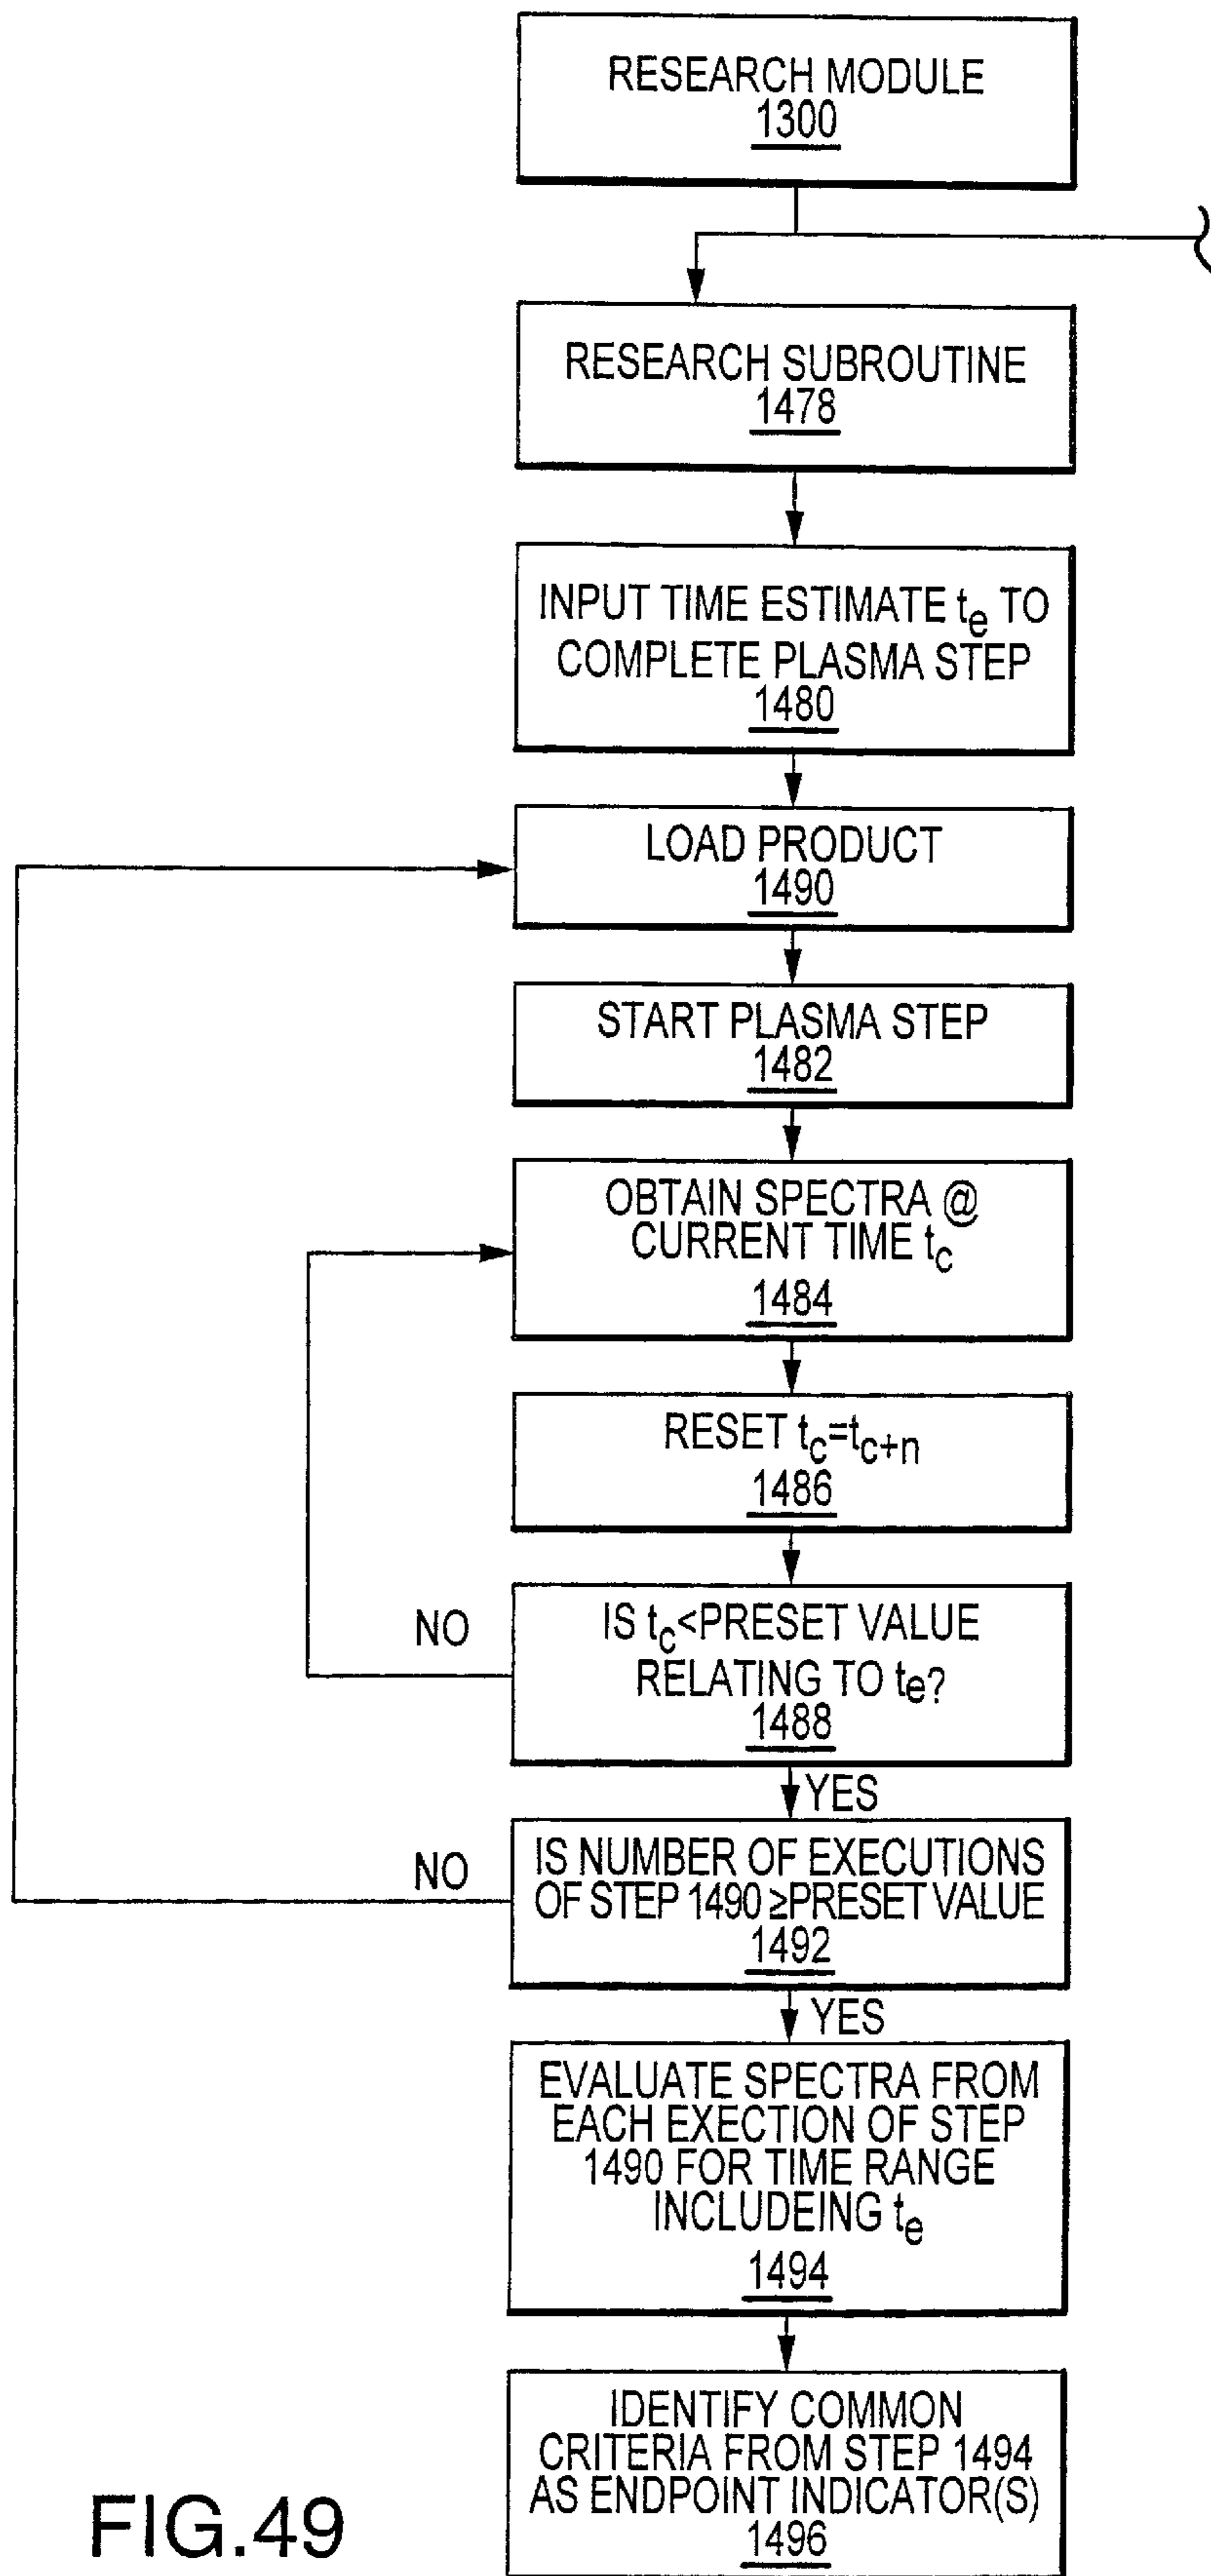 RESEARCH MODULE
1300
RESEARCH SUBROUTINE
1478
INPUT TIME ESTIMATE te TO
COMPLETE PLASMA STEP
1480
LOAD PRODUCT
1490
START PLASMA STEP
1482
OBTAIN SPECTRA @
CURRENT TIME tc
1484
RESET tc=tc+n
1486
NO
IS tc<PRESET VALUE
RELATING TO te?
1488
YES
NO
IS NUMBER OF EXECUTIONS
OF STEP 1490 ≥PRESET VALUE
1492
YES
EVALUATE SPECTRA FROM
EACH EXECTION OF STEP
1490 FOR TIME RANGE
INCLUDEING te
1494
IDENTIFY COMMON
CRITERIA FROM STEP 1494
AS ENDPOINT INDICATOR(S)
1496
FIG.49